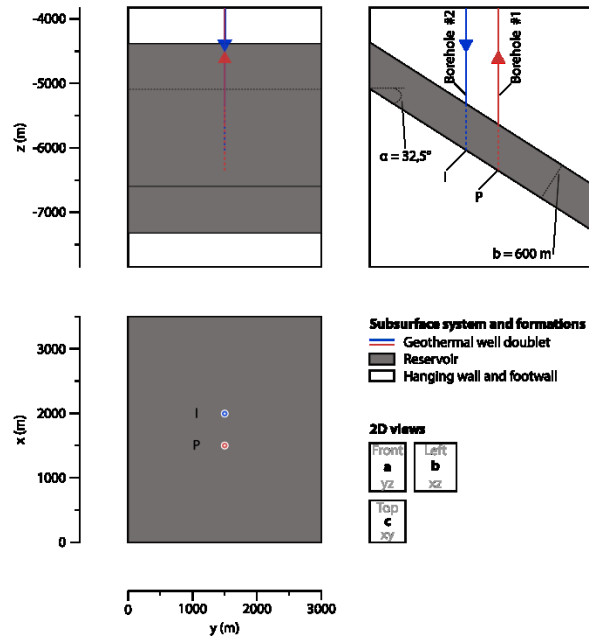 -4000
-5000
-6000
-7000
z (m)
Borehole #2
Borehole #1
α = 32,5°
I
P
b = 600 m
3000
2000
1000
0
x (m)
I
P
0
1000
2000
3000
y (m)
Subsurface system and formations
Geothermal well doublet
Reservoir
Hanging wall and footwall
2D views
Front
a
yz
Left
b
xz
Top
c
xy